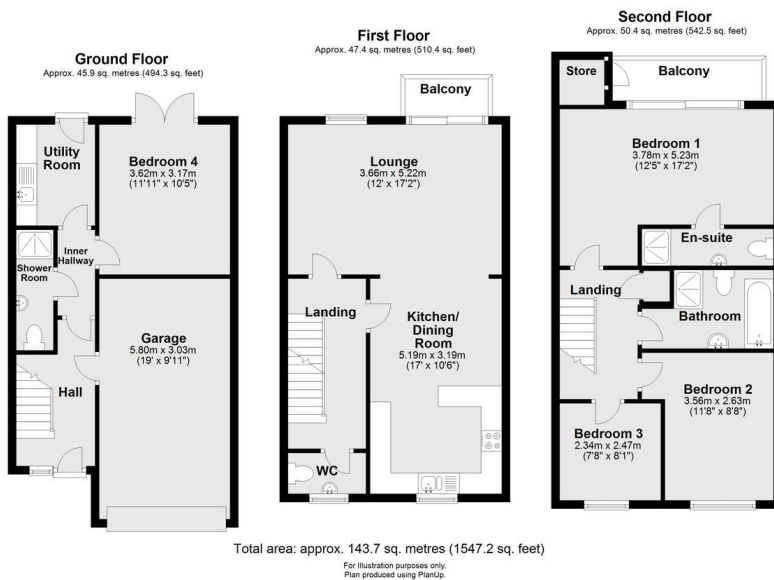 Ground Floor
Approx. 45.9 sq. metres (494.3 sq. feet)
Utility
Room
Bedroom 4
3.62m x 3.17m
(11'11" x 10'5")
Inner
Hallway
Shower
Room
Garage
5.80m x 3.03m
(19' x 9'11")
Hall
First Floor
Approx. 47.4 sq. metres (510.4 sq. feet)
Balcony
Lounge
3.66m x 5.22m
(12' x 17'2")
Landing
Kitchen/
Dining
Room
5.19m x 3.19m
(17' x 10'6")
WC
Second Floor
Approx. 50.4 sq. metres (542.5 sq. feet)
Store
Balcony
Bedroom 1
3.78m x 5.23m
(12'5" x 17'2")
En-suite
Landing
Bathroom
Bedroom 2
3.56m x 2.63m
(11'8" x 8'8")
Bedroom 3
2.34m x 2.47m
(7'8" x 8'1")
Total area: approx. 143.7 sq. metres (1547.2 sq. feet)
For Illustration purposes only.
Plan produced using PlanUp.